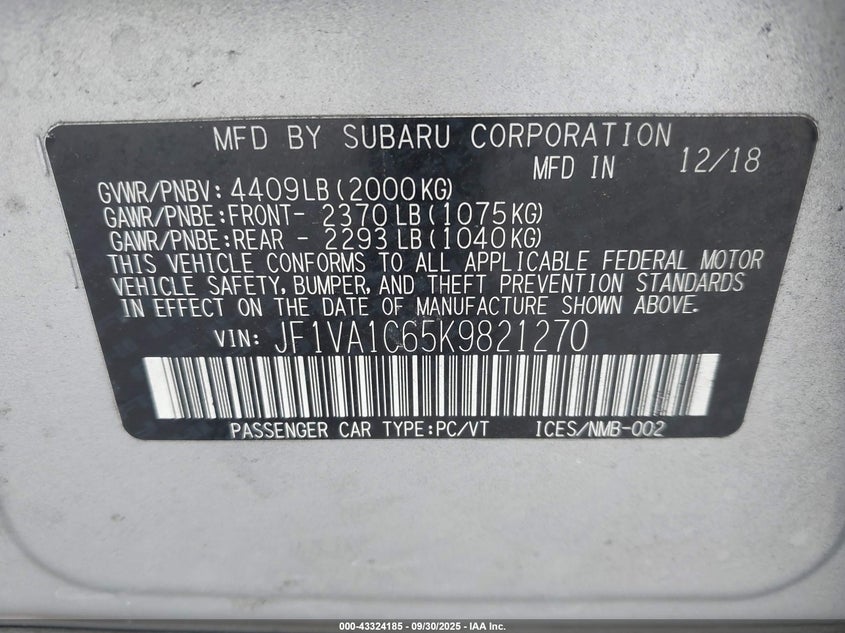 MFD BY SUBARU CORPORATION
MFD IN 12/18
GVWR/PNBV: 4409LB(2000KG)
GAWR/PNBE:FRONT- 2370LB(1075KG)
GAWR/PNBE:REAR - 2293LB(1040KG)
THIS VEHICLE CONFORMS TO ALL APPLICABLE FEDERAL MOTOR
VEHICLE SAFETY, BUMPER, AND THEFT PREVENTION STANDARDS
IN EFFECT ON THE DATE OF MANUFACTURE SHOWN ABOVE.
VIN: JF1VA1C65K9821270
PASSENGER CAR TYPE:PC/VT ICES/NMB-002
000-43324185 - 09/30/2025 - IAA Inc.